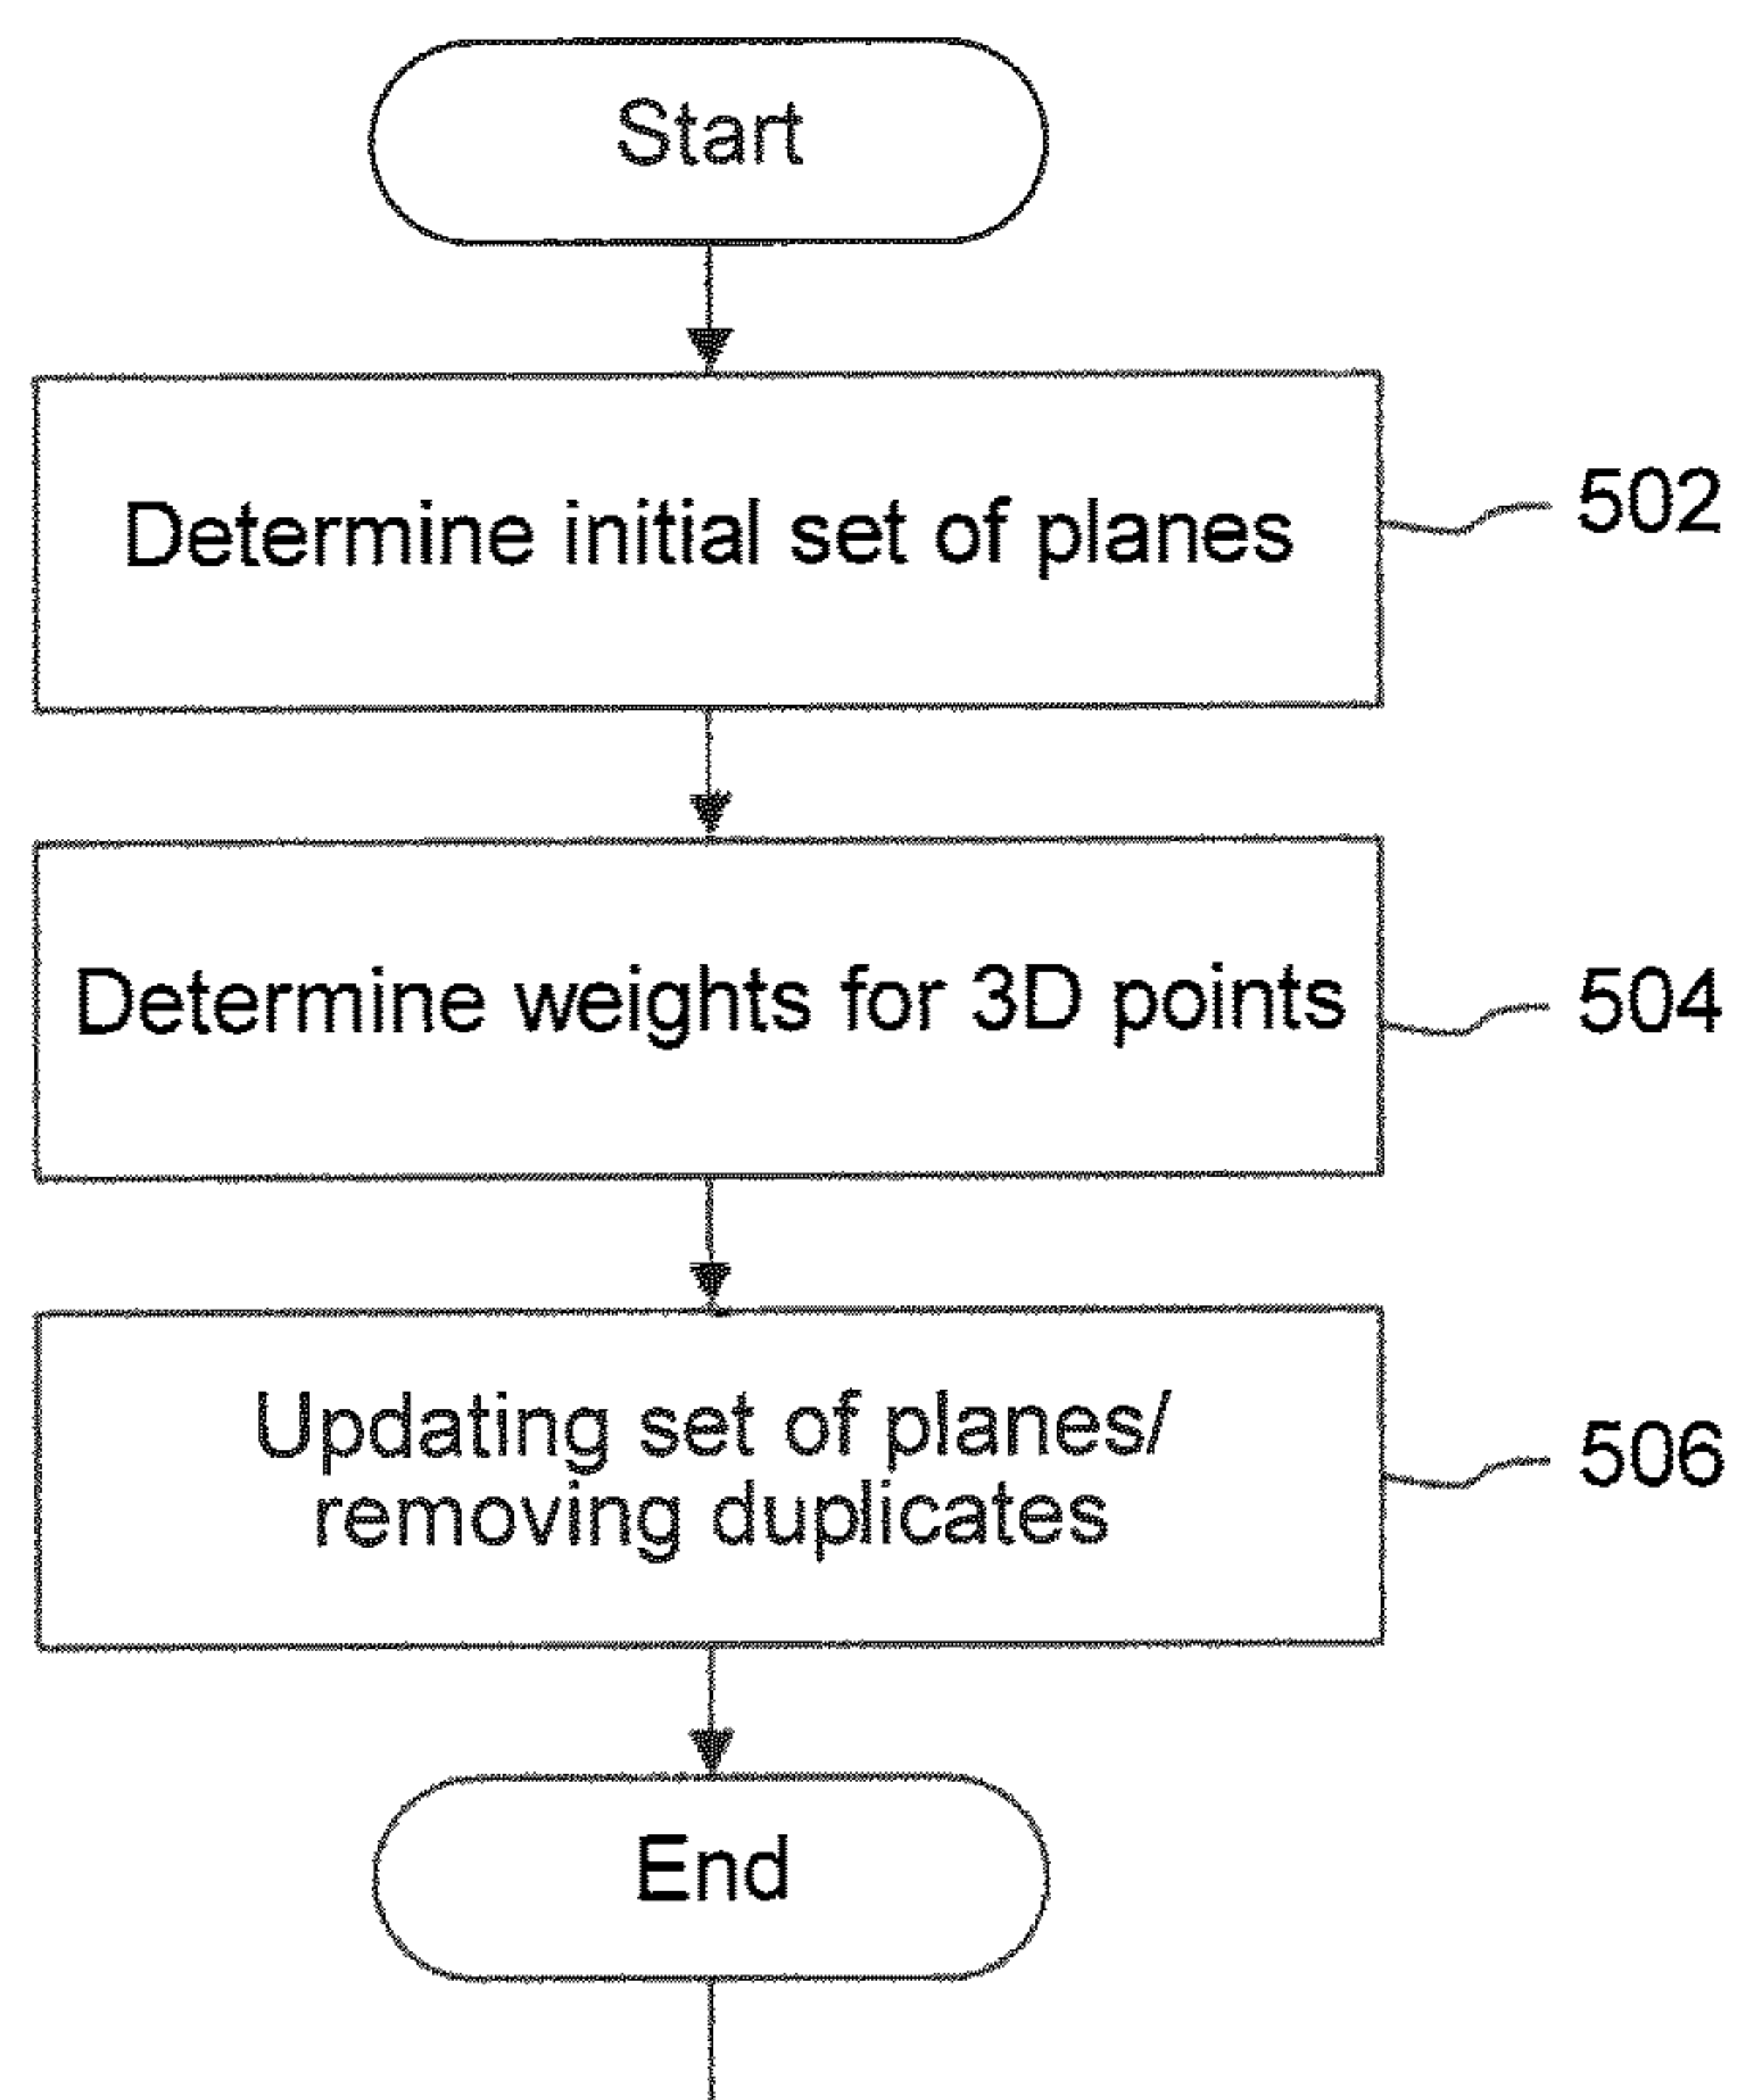 Start
Determine initial set of planes
502
Determine weights for 3D points
504
Updating set of planes/
removing duplicates
506
End